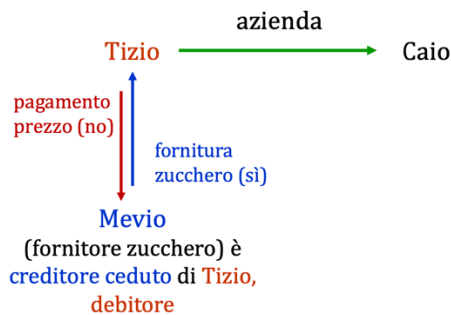 azienda
Tizio
Caio
pagamento
prezzo (no)
fornitura
zucchero (sì)
Mevio
(fornitore zucchero) è
creditore ceduto di Tizio,
debitore